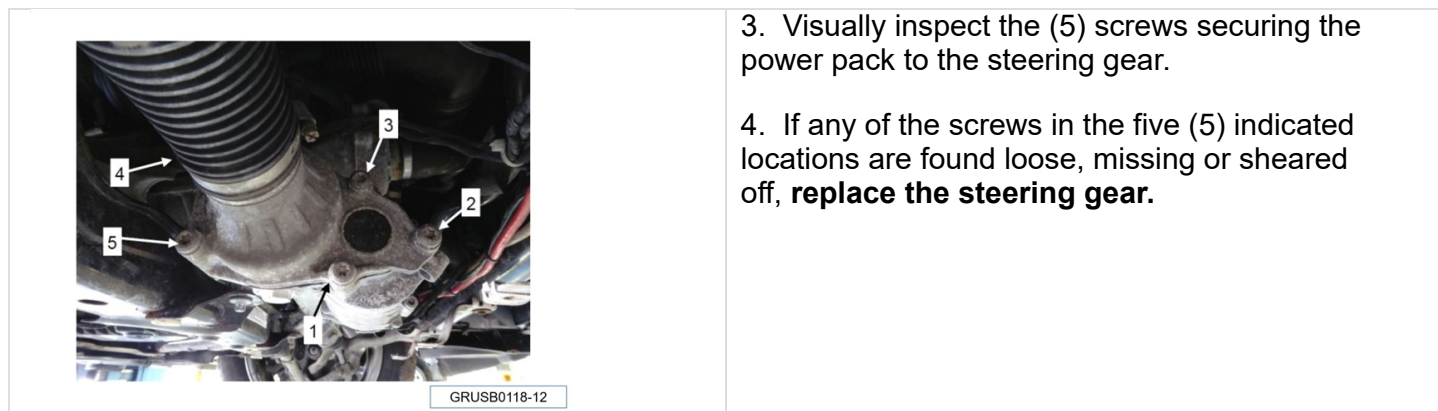 3
4
2
5
1
GRUSB0118-12
3. Visually inspect the (5) screws securing the
power pack to the steering gear.
4. If any of the screws in the five (5) indicated
locations are found loose, missing or sheared
off, replace the steering gear.